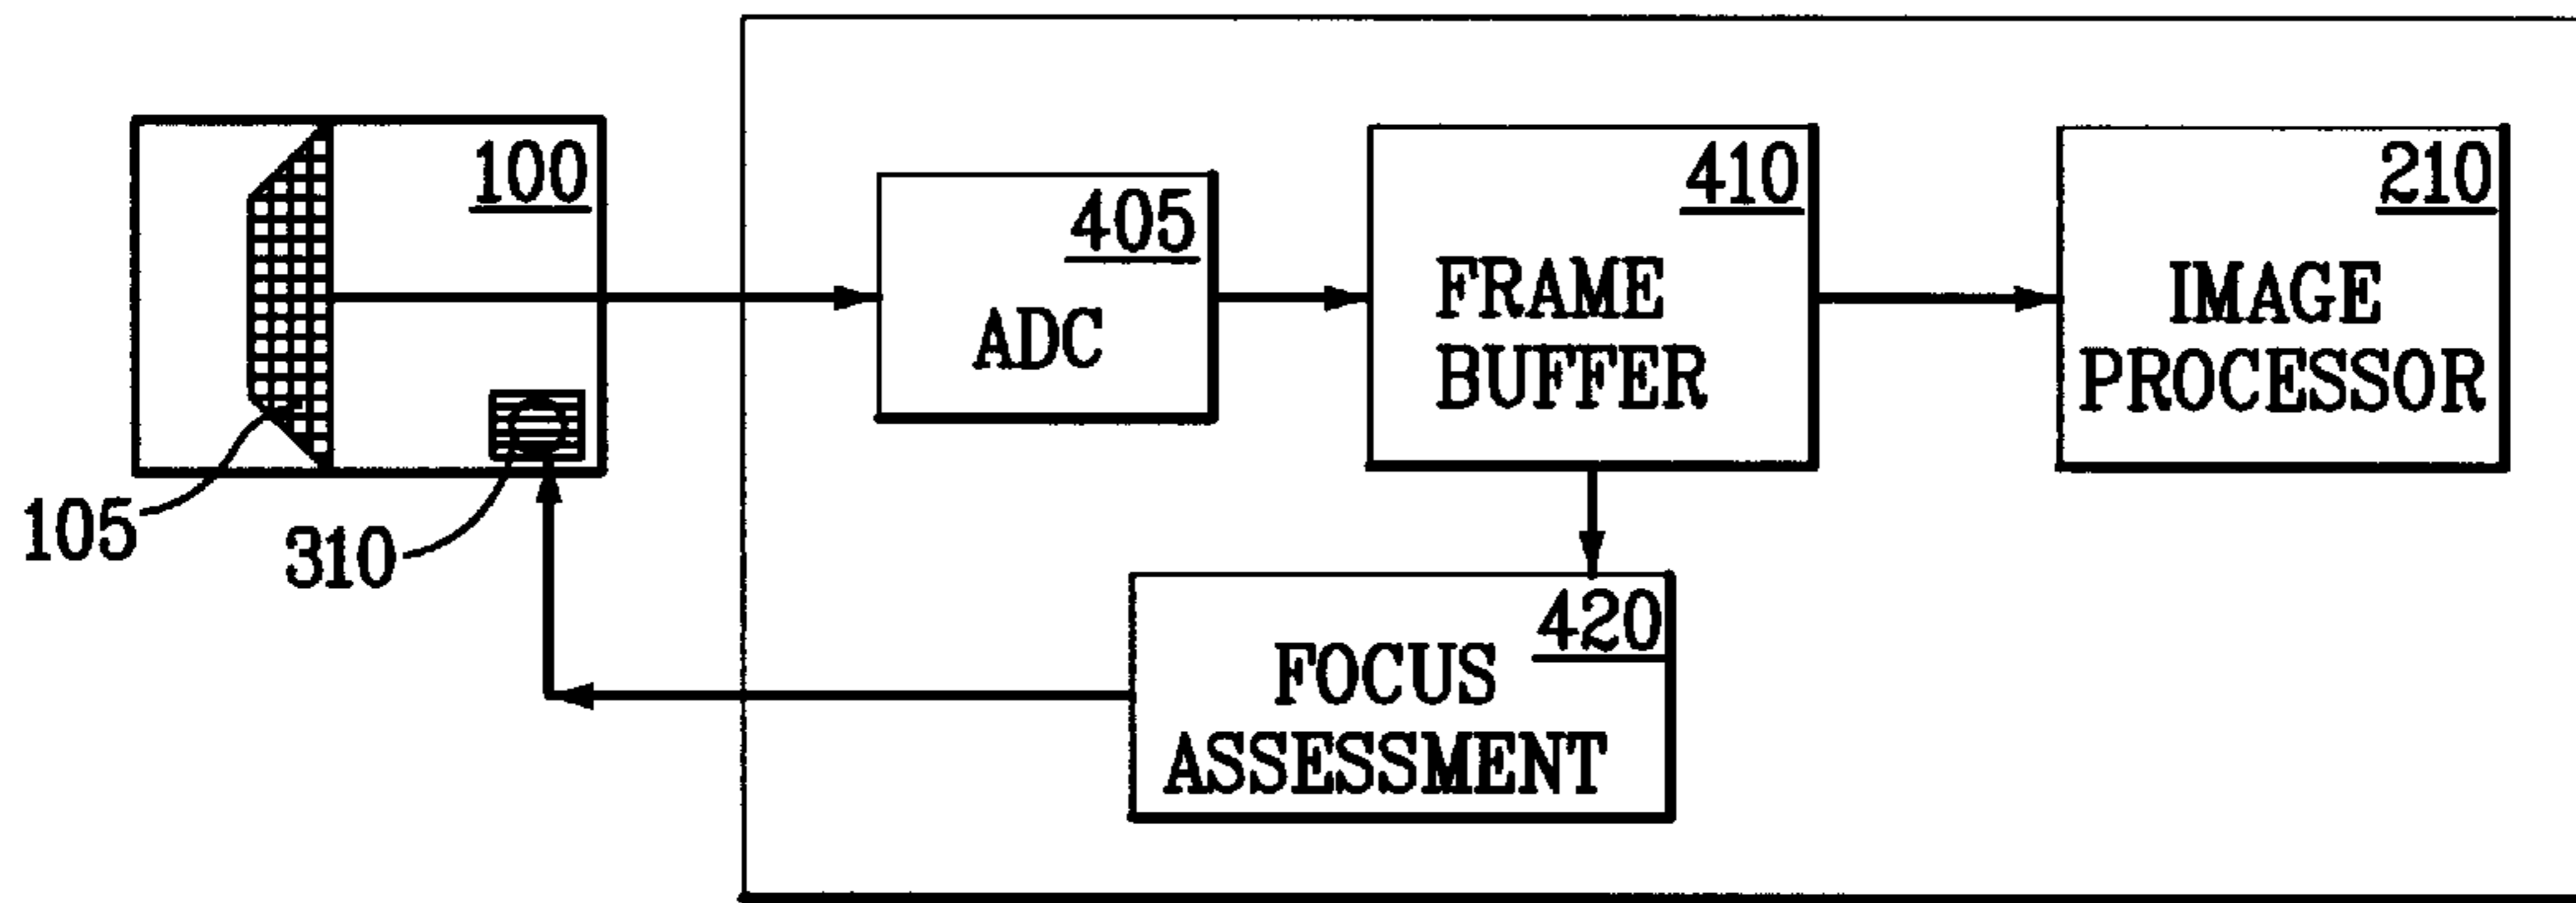 100
405
ADC
410
FRAME
BUFFER
210
IMAGE
PROCESSOR
105
310
420
FOCUS
ASSESSMENT